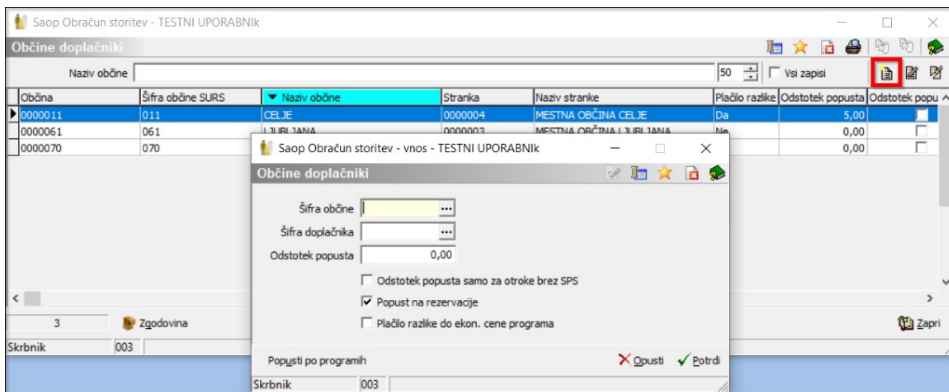 Saop Obračun storitev - TESTNI UPORABNIk
Občine doplačniki
Naziv občine 50 Vsi zapisi
Občina Šifra občine SURS Naziv občine Stranka Naziv stranke Plačilo razlike Odstotek popusta Odstotek popu
0000011 011 CELJE 0000004 MESTNA OBČINA CELJE Da 5,00
0000061 061 LJUBLJANA 0000003 MESTNA OBČINA LJUBLJANA Ne 0,00
0000070 070 0,00
Saop Obračun storitev - vnos - TESTNI UPORABNIk
Občine doplačniki
Šifra občine
Šifra doplačnika
Odstotek popusta 0,00
Odstotek popusta samo za otroke brez SPS
Popust na rezervacije
Plačilo razlike do ekon. cene programa
Popusti po programih Opusti Potrdi
Skrbnik 003
3 Zgodovina Zapri
Skrbnik 003